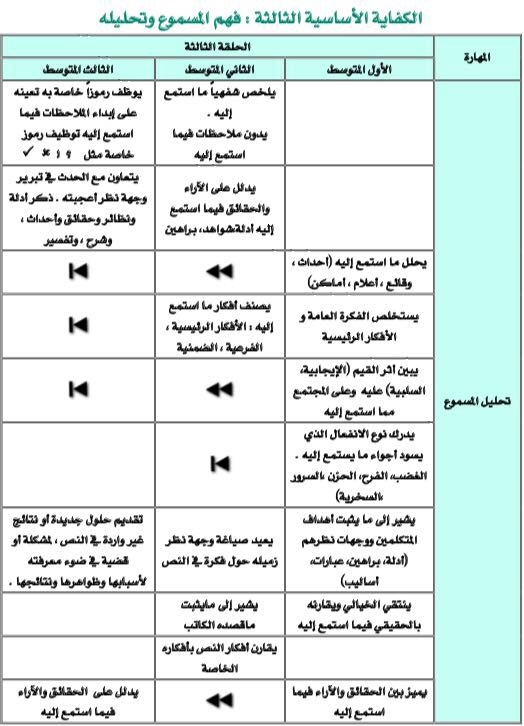 الكفاية الأساسية الثالثة : فهم المسموع وتحليله
المهارة
الحلقة الثالثة
الأول المتوسط
الثاني المتوسط
الثالث المتوسط
تحليل المسموع
يلخص شفهياً ما استمع
إليه .
يدون ملاحظات فيما
استمع إليه
يوظف رموزاً خاصة به تعينه
على إبداء الملاحظات فيما
استمع إليه توظيف رموز
خاصة مثل ؟ ! × ✓
يدلل على الآراء
والحقائق فيما استمع
إليه أدلة شواهد، براهين
يتعاون مع الحدث في تبرير
وجهة نظر أعجبته . ذكر أدلة
ونظائر وحقائق وأحداث ،
وشرح ، وتفسير
يحلل ما استمع إليه (أحداث ،
وقائع ، أعلام ، أماكن)
يستخلص الفكرة العامة و
الأفكار الرئيسية
يصنف أفكار ما استمع
إليه : الأفكار الرئيسية ،
الفرعية ، الضمنية
يبين أثر القيم (الإيجابية،
السلبية) عليه وعلى المجتمع
مما استمع إليه
يدرك نوع الانفعال الذي
يسود أجواء ما يستمع إليه .
الغضب، الفرح، الحزن ،السرور
،السخرية)
يشير إلى ما يثبت أهداف
المتكلمين ووجهات نظرهم
(أدلة، براهين، عبارات،
أساليب)
يعيد صياغة وجهة نظر
زميله حول فكرة في النص
تقديم حلول جديدة أو نتائج
غير واردة في النص ، لمشكلة أو
قضية في ضوء معرفته
لأسبابها وظواهرها ونتائجها .
ينتقي الخيالي ويقارنه
بالحقيقي فيما استمع إليه
يشير إلى مايثبت
ماقصده الكاتب
يقارن أفكار النص بأفكاره
الخاصة
يميز بين الحقائق والآراء فيما
استمع إليه
يدلل على الحقائق والآراء
فيما استمع إليه